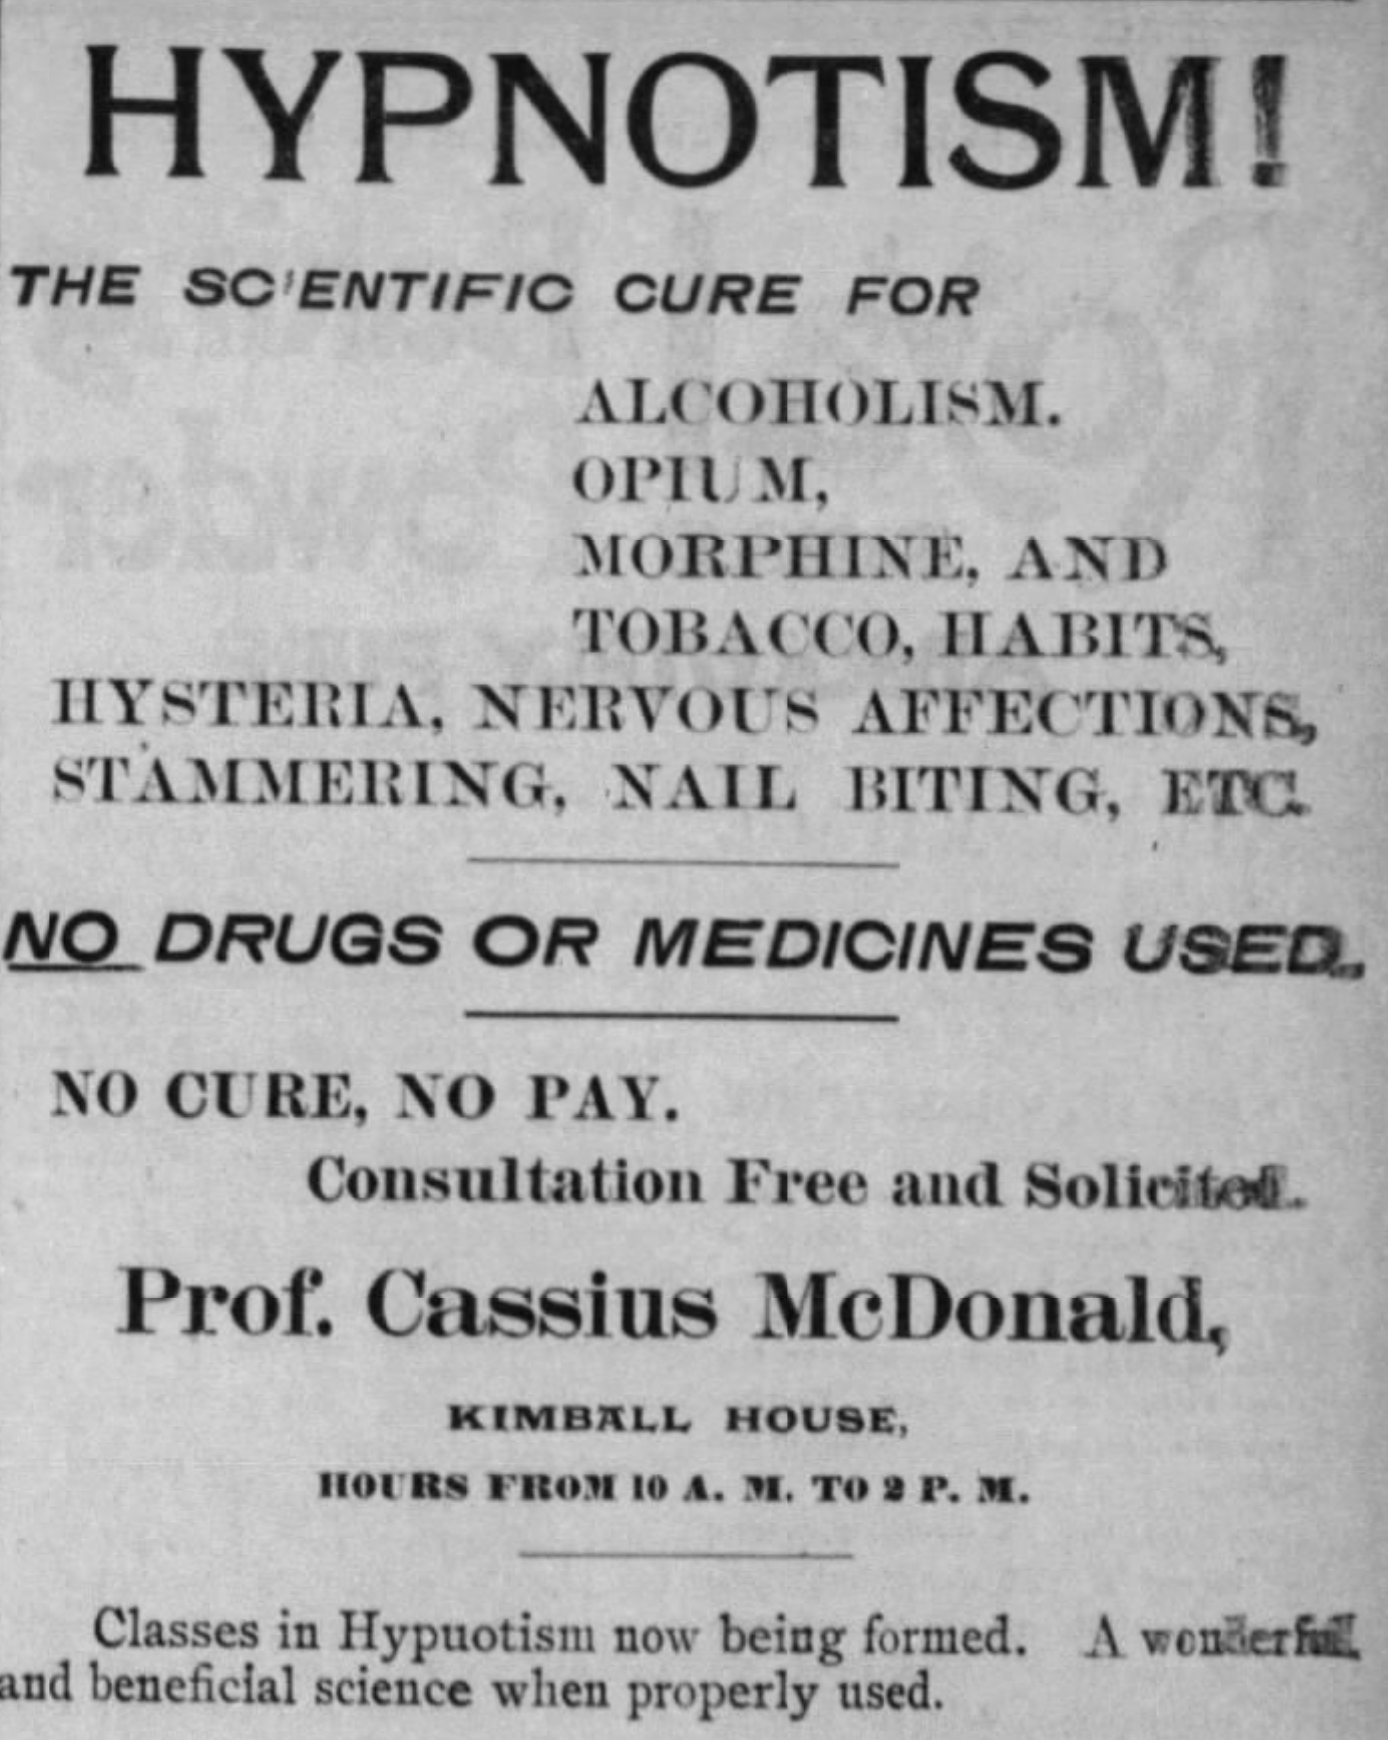 HYPNOTISM!
THE SCIENTIFIC CURE FOR
ALCOHOLISM.
OPIUM,
MORPHINE, AND
TOBACCO, HABITS,
HYSTERIA, NERVOUS AFFECTIONS,
STAMMERING, NAIL BITING, ETC.
NO DRUGS OR MEDICINES USED.
NO CURE, NO PAY.
Consultation Free and Solicited.
Prof. Cassius McDonald,
KIMBALL HOUSE,
HOURS FROM 10 A. M. TO 2 P. M.
Classes in Hypuotism now being formed. A wonderful
and beneficial science when properly used.